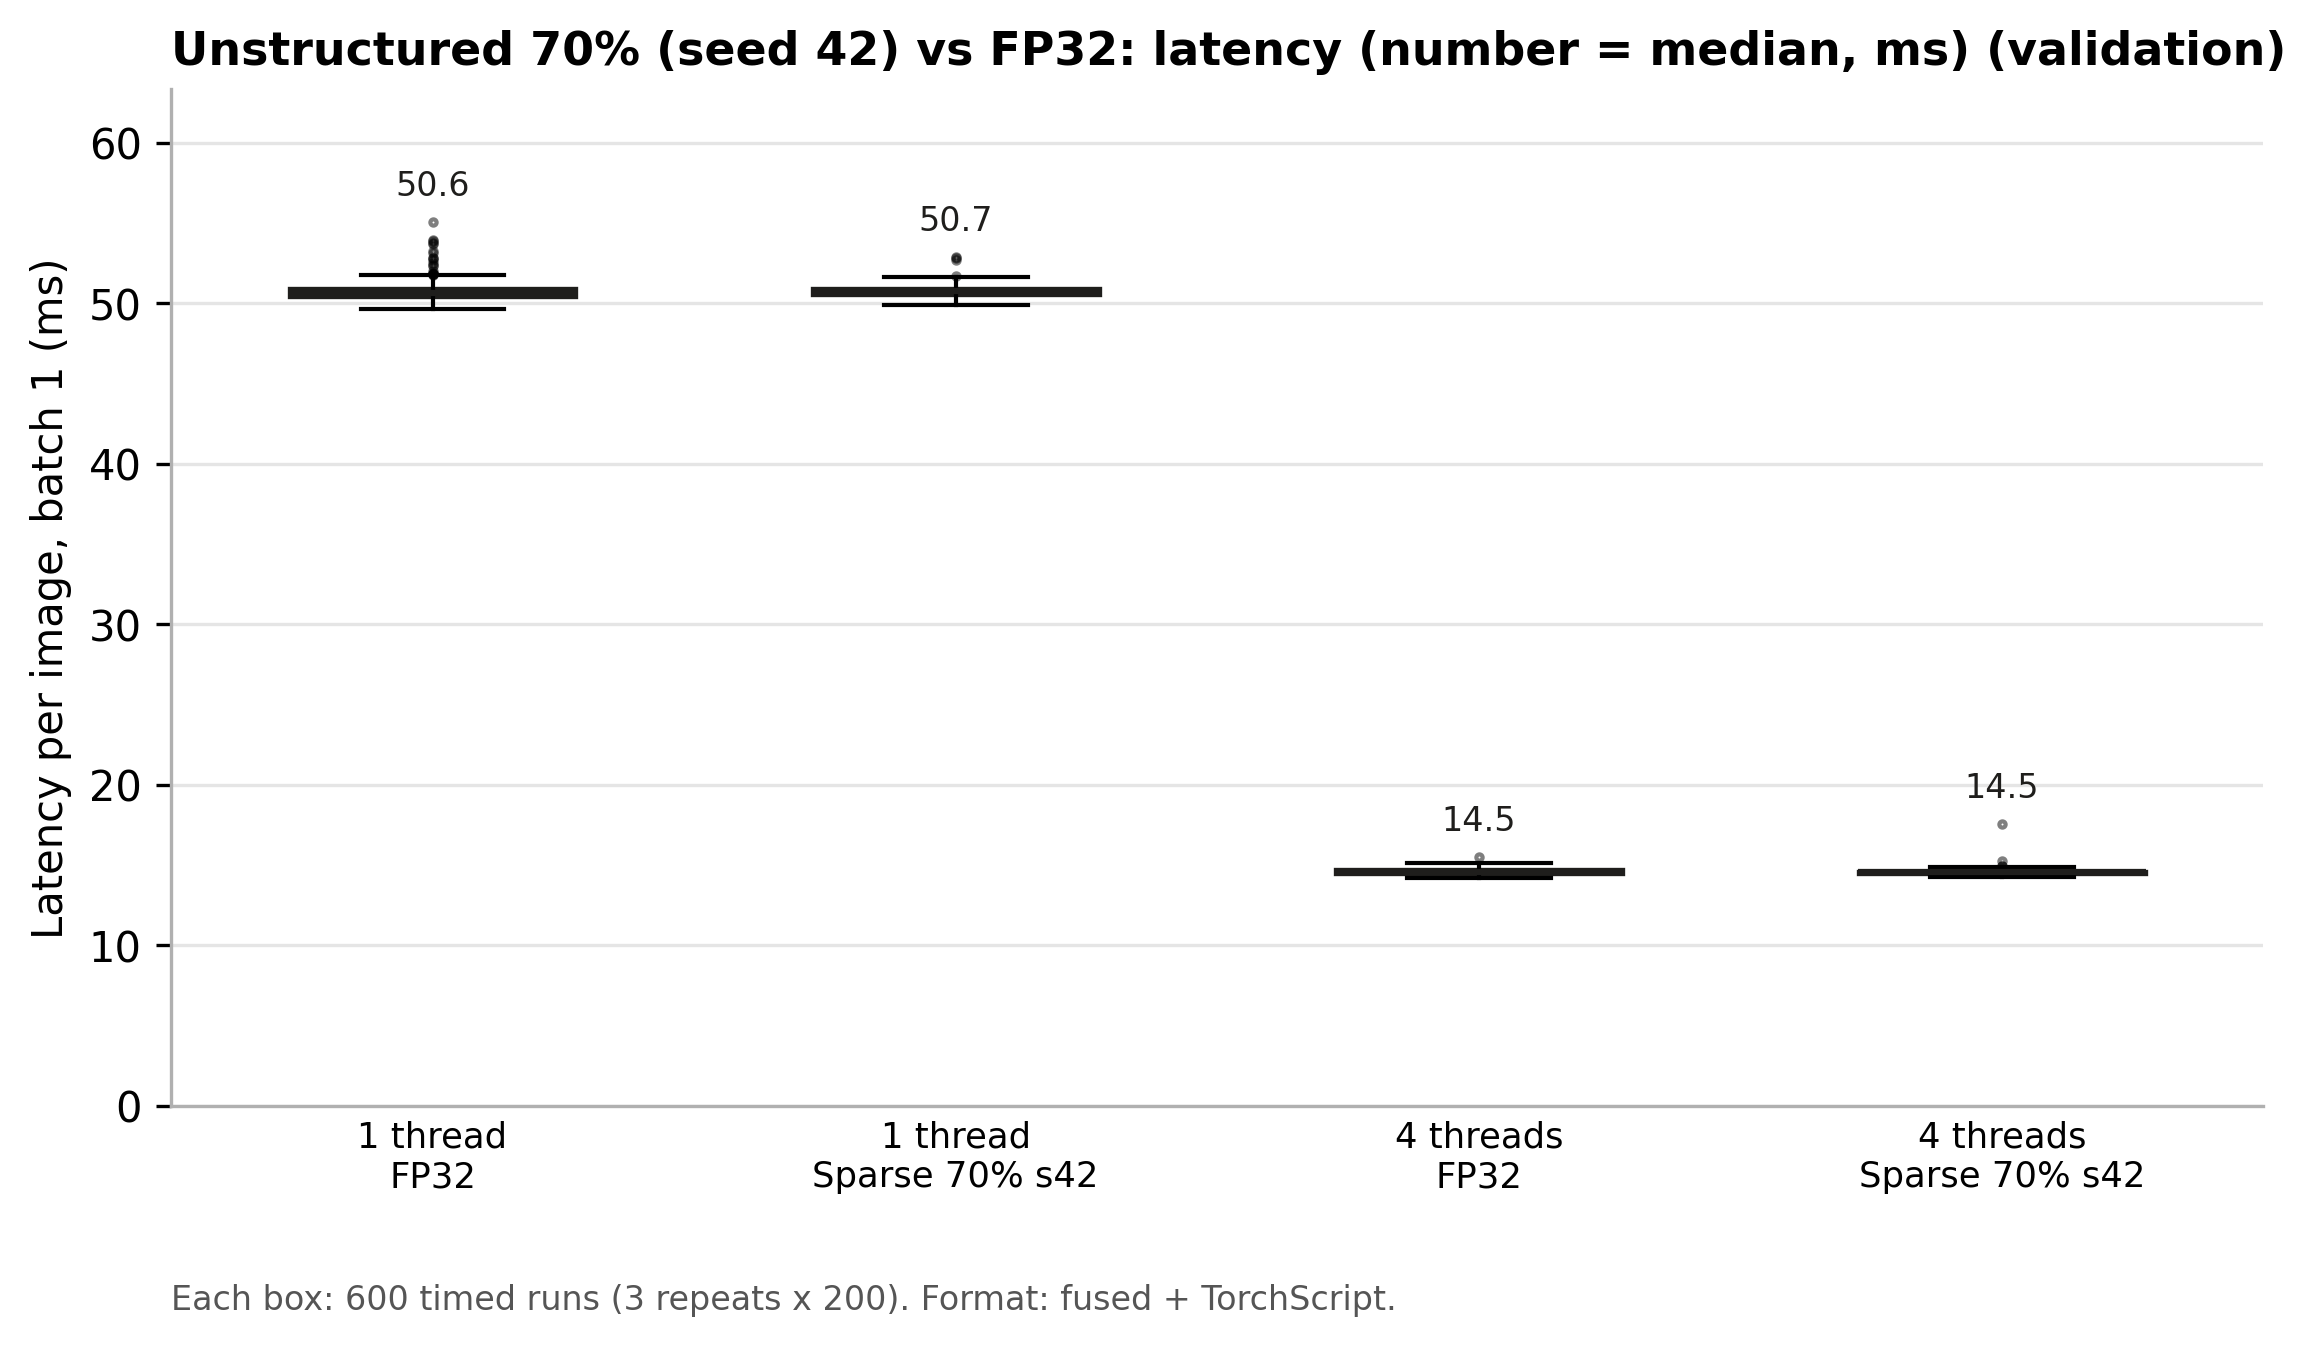 Unstructured 70% (seed 42) vs FP32: latency (number = median, ms) (validation)
Latency per image, batch 1 (ms)
60
50
40
30
20
10
0
50.6
50.7
14.5
14.5
1 thread
FP32
1 thread
Sparse 70% s42
4 threads
FP32
4 threads
Sparse 70% s42
Each box: 600 timed runs (3 repeats x 200). Format: fused + TorchScript.